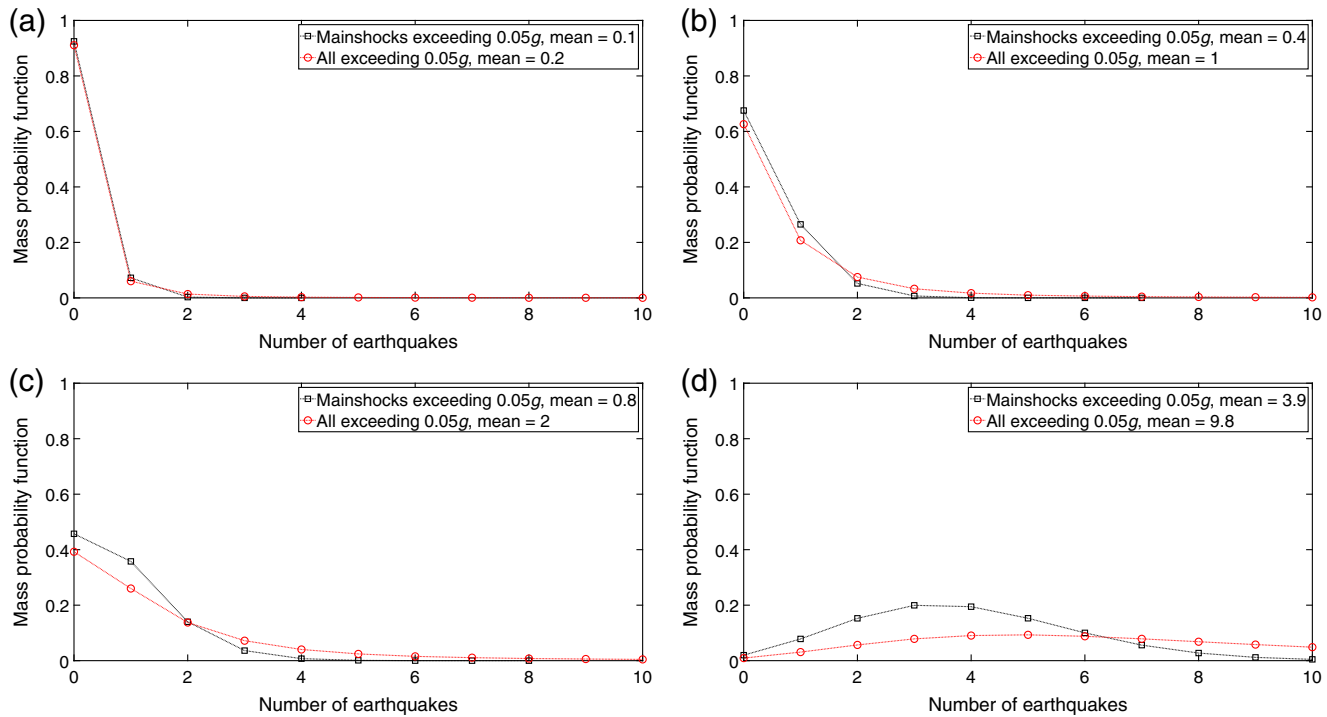 (a)
Mass probability function
1
0.8
0.6
0.4
0.2
0
Mainshocks exceeding 0.05g, mean = 0.1
All exceeding 0.05g, mean = 0.2
0 2 4 6 8 10
Number of earthquakes
(b)
Mass probability function
1
0.8
0.6
0.4
0.2
0
Mainshocks exceeding 0.05g, mean = 0.4
All exceeding 0.05g, mean = 1
0 2 4 6 8 10
Number of earthquakes
(c)
Mass probability function
1
0.8
0.6
0.4
0.2
0
Mainshocks exceeding 0.05g, mean = 0.8
All exceeding 0.05g, mean = 2
0 2 4 6 8 10
Number of earthquakes
(d)
Mass probability function
1
0.8
0.6
0.4
0.2
0
Mainshocks exceeding 0.05g, mean = 3.9
All exceeding 0.05g, mean = 9.8
0 2 4 6 8 10
Number of earthquakes